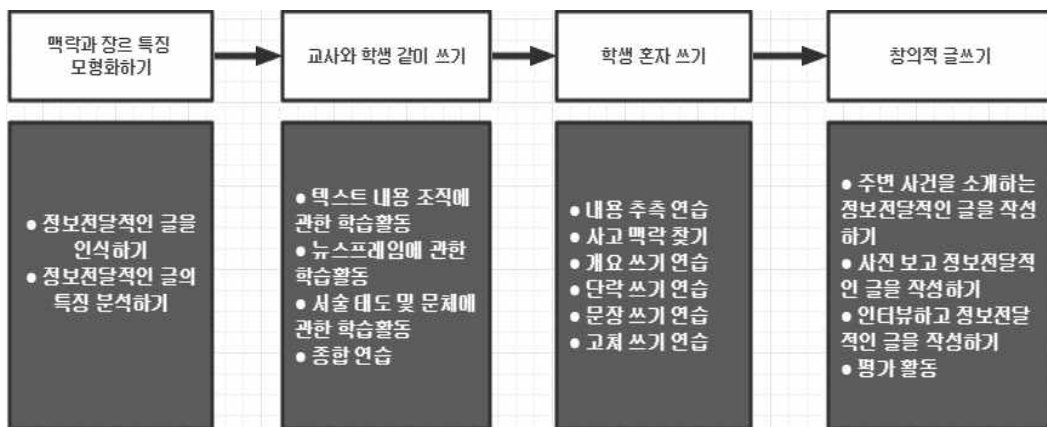 맥락과 장르 특징
모형화하기
교사와 학생 같이 쓰기
학생 혼자 쓰기
창의적 글쓰기
● 정보전달적인 글을
인식하기
● 정보전달적인 글의
특징 분석하기
● 텍스트 내용 조직에
관한 학습활동
● 뉴스프레임에 관한
학습활동
● 서술 태도 및 문체에
관한 학습활동
● 종합 연습
● 내용 추측 연습
● 사고 맥락 찾기
● 개요 쓰기 연습
● 단락 쓰기 연습
● 문장 쓰기 연습
● 고쳐 쓰기 연습
● 주변 사건을 소개하는
정보전달적인 글을 작성
하기
● 사진 보고 정보전달적
인 글을 작성하기
● 인터뷰하고 정보전달
적인 글을 작성하기
● 평가 활동